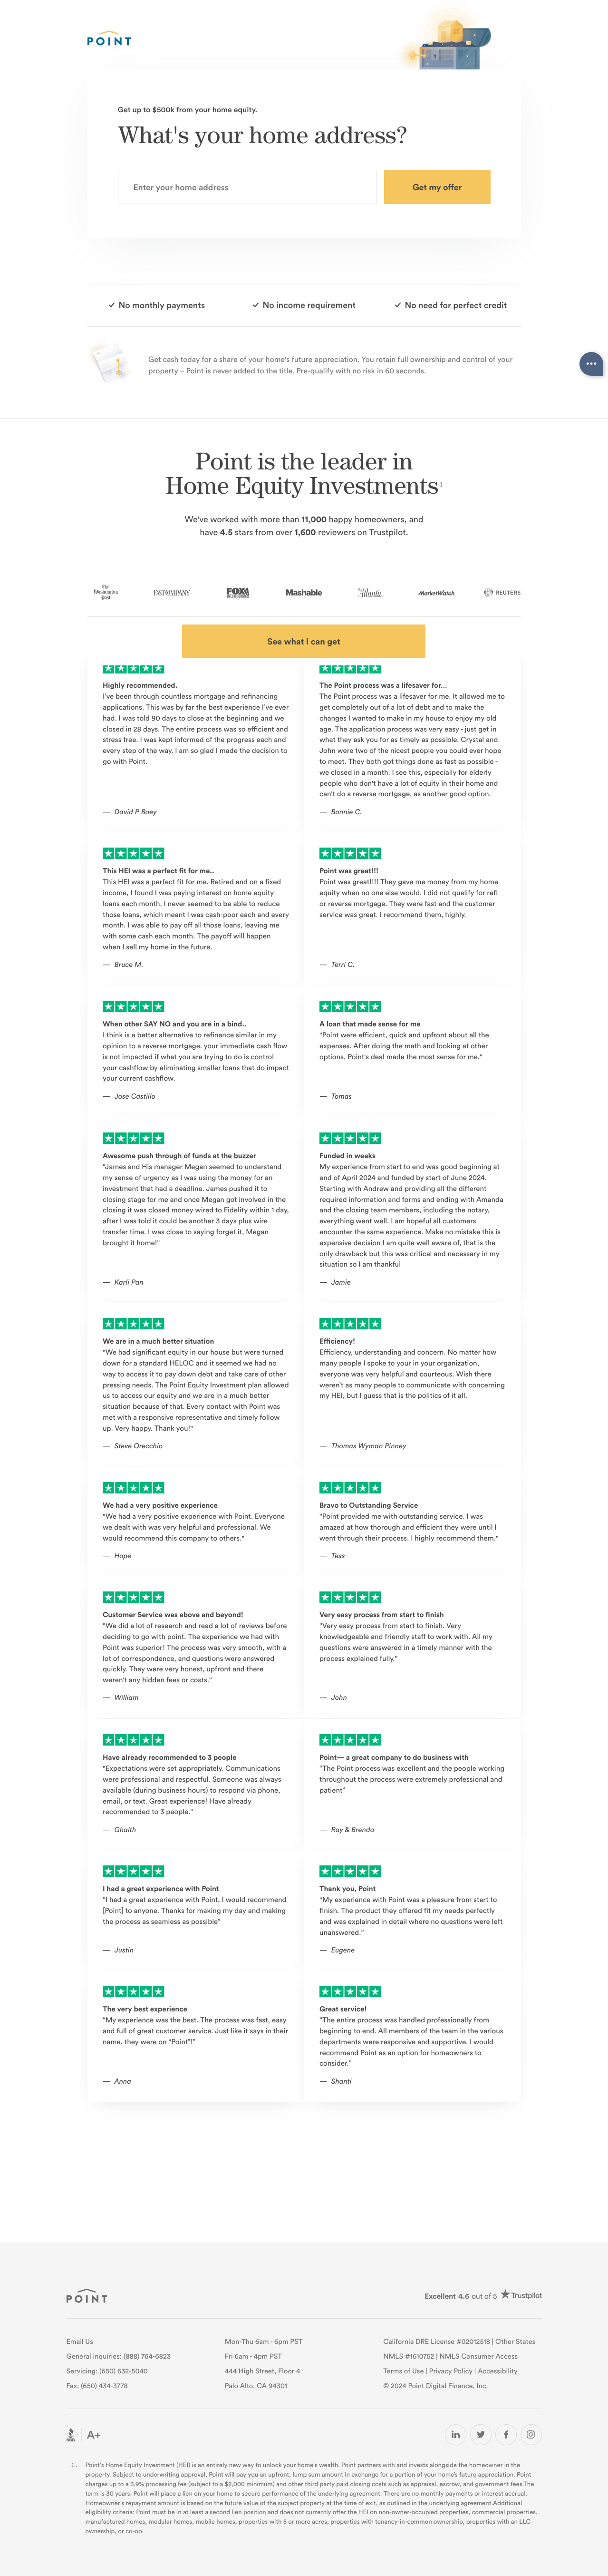 POINT
Get up to $500k from your home equity.
What's your home address?
Enter your home address
Get my offer
No monthly payments
No income requirement
No need for perfect credit
Get cash today for a share of your home's future appreciation. You retain full ownership and control of your
property – Point is never added to the title. Pre-qualify with no risk in 60 seconds.
Point is the leader in
Home Equity Investments1
We've worked with more than 11,000 happy homeowners, and
have 4.5 stars from over 1,600 reviewers on Trustpilot.
The Washington Post
FAST COMPANY
FOX BUSINESS
Mashable
The Atlantic
MarketWatch
REUTERS
See what I can get
Highly recommended.
I've been through countless mortgage and refinancing
applications. This was by far the best experience I've ever
had. I was told 90 days to close at the beginning and we
closed in 28 days. The entire process was so efficient and
stress free. I was kept informed of the progress each and
every step of the way. I am so glad I made the decision to
go with Point.
— David P Boey
The Point process was a lifesaver for...
The Point process was a lifesaver for me. It allowed me to
get completely out of a lot of debt and to make the
changes I wanted to make in my house to enjoy my old
age. The application process was very easy - just get in
what they ask you for as timely as possible. Crystal and
John were two of the nicest people you could ever hope
to meet. They both got things done as fast as possible -
we closed in a month. I see this, especially for elderly
people who don't have a lot of equity in their home and
can't do a reverse mortgage, as another good option.
— Bonnie C.
This HEI was a perfect fit for me..
This HEI was a perfect fit for me. Retired and on a fixed
income, I found I was paying interest on home equity
loans each month. I never seemed to be able to reduce
those loans, which meant I was cash-poor each and every
month. I was able to pay off all those loans, leaving me
with some cash each month. The payoff will happen
when I sell my home in the future.
— Bruce M.
Point was great!!!
Point was great!!!! They gave me money from my home
equity when no one else would. I did not qualify for refi
or reverse mortgage. They were fast and the customer
service was great. I recommend them, highly.
— Terri C.
When other SAY NO and you are in a bind..
I think is a better alternative to refinance similar in my
opinion to a reverse mortgage. your immediate cash flow
is not impacted if what you are trying to do is control
your cashflow by eliminating smaller loans that do impact
your current cashflow.
— Jose Castillo
A loan that made sense for me
"Point were efficient, quick and upfront about all the
expenses. After doing the math and looking at other
options, Point's deal made the most sense for me."
— Tomas
Awesome push through of funds at the buzzer
"James and His manager Megan seemed to understand
my sense of urgency as I was using the money for an
investment that had a deadline. James pushed it to
closing stage for me and once Megan got involved in the
closing it was closed money wired to Fidelity within 1 day,
after I was told it could be another 3 days plus wire
transfer time. I was close to saying forget it, Megan
brought it home!"
— Karli Pan
Funded in weeks
My experience from start to end was good beginning at
end of April 2024 and funded by start of June 2024.
Starting with Andrew and providing all the different
required information and forms and ending with Amanda
and the closing team members, including the notary,
everything went well. I am hopeful all customers
encounter the same experience. Make no mistake this is
expensive decision I am quite well aware of, that is the
only drawback but this was critical and necessary in my
situation so I am thankful
— Jamie
We are in a much better situation
"We had significant equity in our house but were turned
down for a standard HELOC and it seemed we had no
way to access it to pay down debt and take care of other
pressing needs. The Point Equity Investment plan allowed
us to access our equity and we are in a much better
situation because of that. Every contact with Point was
met with a responsive representative and timely follow
up. Very happy. Thank you!"
— Steve Orecchio
Efficiency!
Efficiency, understanding and concern. No matter how
many people I spoke to your in your organization,
everyone was very helpful and courteous. Wish there
weren't as many people to communicate with concerning
my HEI, but I guess that is the politics of it all.
— Thomas Wyman Pinney
We had a very positive experience
"We had a very positive experience with Point. Everyone
we dealt with was very helpful and professional. We
would recommend this company to others."
— Hope
Bravo to Outstanding Service
"Point provided me with outstanding service. I was
amazed at how thorough and efficient they were until I
went through their process. I highly recommend them."
— Tess
Customer Service was above and beyond!
"We did a lot of research and read a lot of reviews before
deciding to go with point. The experience we had with
Point was superior! The process was very smooth, with a
lot of correspondence, and questions were answered
quickly. They were very honest, upfront and there
weren't any hidden fees or costs."
— William
Very easy process from start to finish
"Very easy process from start to finish. Very
knowledgeable and friendly staff to work with. All my
questions were answered in a timely manner with the
process explained fully."
— John
Have already recommended to 3 people
"Expectations were set appropriately. Communications
were professional and respectful. Someone was always
available (during business hours) to respond via phone,
email, or text. Great experience! Have already
recommended to 3 people."
— Ghaith
Point— a great company to do business with
"The Point process was excellent and the people working
throughout the process were extremely professional and
patient"
— Ray & Brenda
I had a great experience with Point
"I had a great experience with Point, I would recommend
[Point] to anyone. Thanks for making my day and making
the process as seamless as possible"
— Justin
Thank you, Point
"My experience with Point was a pleasure from start to
finish. The product they offered fit my needs perfectly
and was explained in detail where no questions were left
unanswered."
— Eugene
The very best experience
"My experience was the best. The process was fast, easy
and full of great customer service. Just like it says in their
name, they were on "Point"!"
— Anna
Great service!
"The entire process was handled professionally from
beginning to end. All members of the team in the various
departments were responsive and supportive. I would
recommend Point as an option for homeowners to
consider."
— Shanti
POINT
Excellent 4.6 out of 5 Trustpilot
Email Us
General inquiries: (888) 764-6823
Servicing: (650) 632-5040
Fax: (650) 434-3778
Mon-Thu 6am - 6pm PST
Fri 6am - 4pm PST
444 High Street, Floor 4
Palo Alto, CA 94301
California DRE License #02012518 | Other States
NMLS #1610752 | NMLS Consumer Access
Terms of Use | Privacy Policy | Accessibility
© 2024 Point Digital Finance, Inc.
BBB A+
1. Point's Home Equity Investment (HEI) is an entirely new way to unlock your home's wealth. Point partners with and invests alongside the homeowner in the
property. Subject to underwriting approval, Point will pay you an upfront, lump sum amount in exchange for a portion of your home's future appreciation. Point
charges up to a 3.9% processing fee (subject to a $2,000 minimum) and other third party paid closing costs such as appraisal, escrow, and government fees.The
term is 30 years. Point will place a lien on your home to secure performance of the underlying agreement. There are no monthly payments or interest accrual.
Homeowner's repayment amount is based on the future value of the subject property at the time of exit, as outlined in the underlying agreement.Additional
eligibility criteria: Point must be in at least a second lien position and does not currently offer the HEI on non-owner-occupied properties, commercial properties,
manufactured homes, modular homes, mobile homes, properties with 5 or more acres, properties with tenancy-in-common ownership, properties with an LLC
ownership, or co-op.